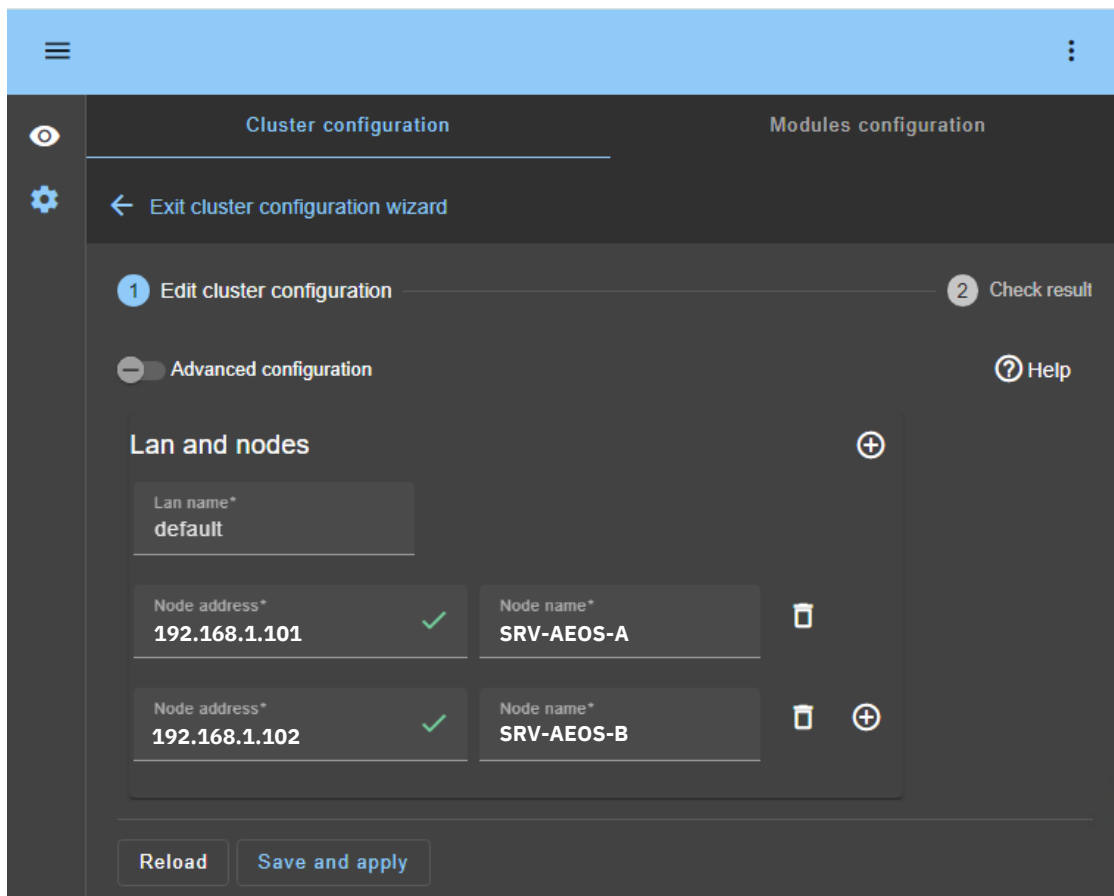 Cluster configuration Modules configuration
Exit cluster configuration wizard
1 Edit cluster configuration 2 Check result
Advanced configuration Help
Lan and nodes
Lan name*
default
Node address* Node name*
192.168.1.101 SRV-AEOS-A
Node address* Node name*
192.168.1.102 SRV-AEOS-B
Reload Save and apply